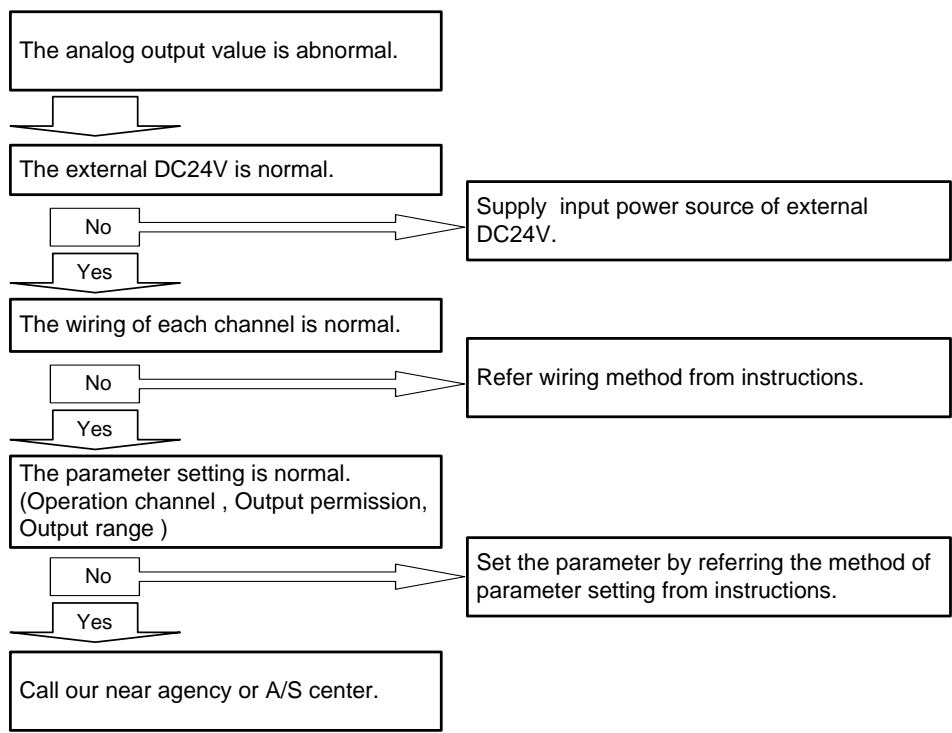 The analog output value is abnormal.
The external DC24V is normal.
No
Supply input power source of external
DC24V.
Yes
The wiring of each channel is normal.
No
Refer wiring method from instructions.
Yes
The parameter setting is normal.
(Operation channel , Output permission,
Output range )
No
Set the parameter by referring the method of
parameter setting from instructions.
Yes
Call our near agency or A/S center.